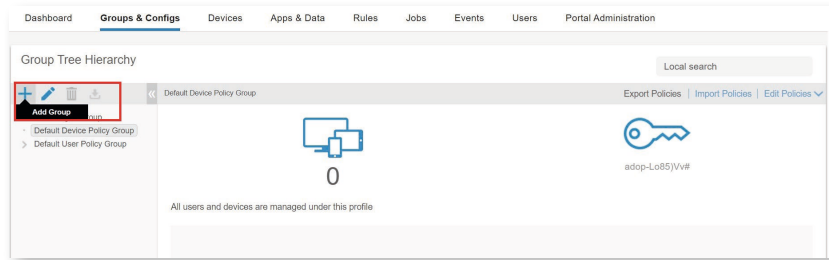 Dashboard Groups & Configs Devices Apps & Data Rules Jobs Events Users Portal Administration
Group Tree Hierarchy
Local search
Default Device Policy Group
Export Policies | Import Policies | Edit Policies
Add Group
Default Device Policy Group
Default User Policy Group
0
adop-Lo85)Vv#
All users and devices are managed under this profile